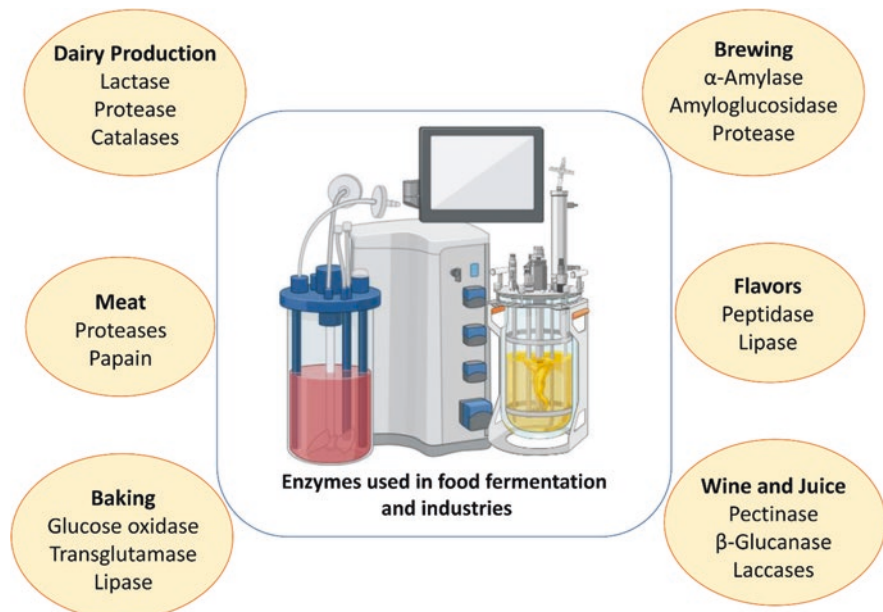 Dairy Production
Lactase
Protease
Catalases
Brewing
α-Amylase
Amyloglucosidase
Protease
Meat
Proteases
Papain
Flavors
Peptidase
Lipase
Baking
Glucose oxidase
Transglutamase
Lipase
Enzymes used in food fermentation
and industries
Wine and Juice
Pectinase
β-Glucanase
Laccases